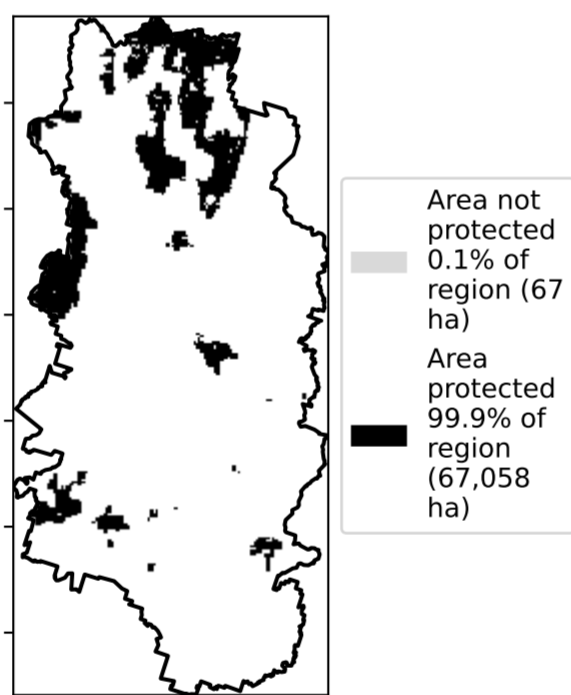 Area not
protected
0.1% of
region (67
ha)
Area
protected
99.9% of
region
(67,058
ha)